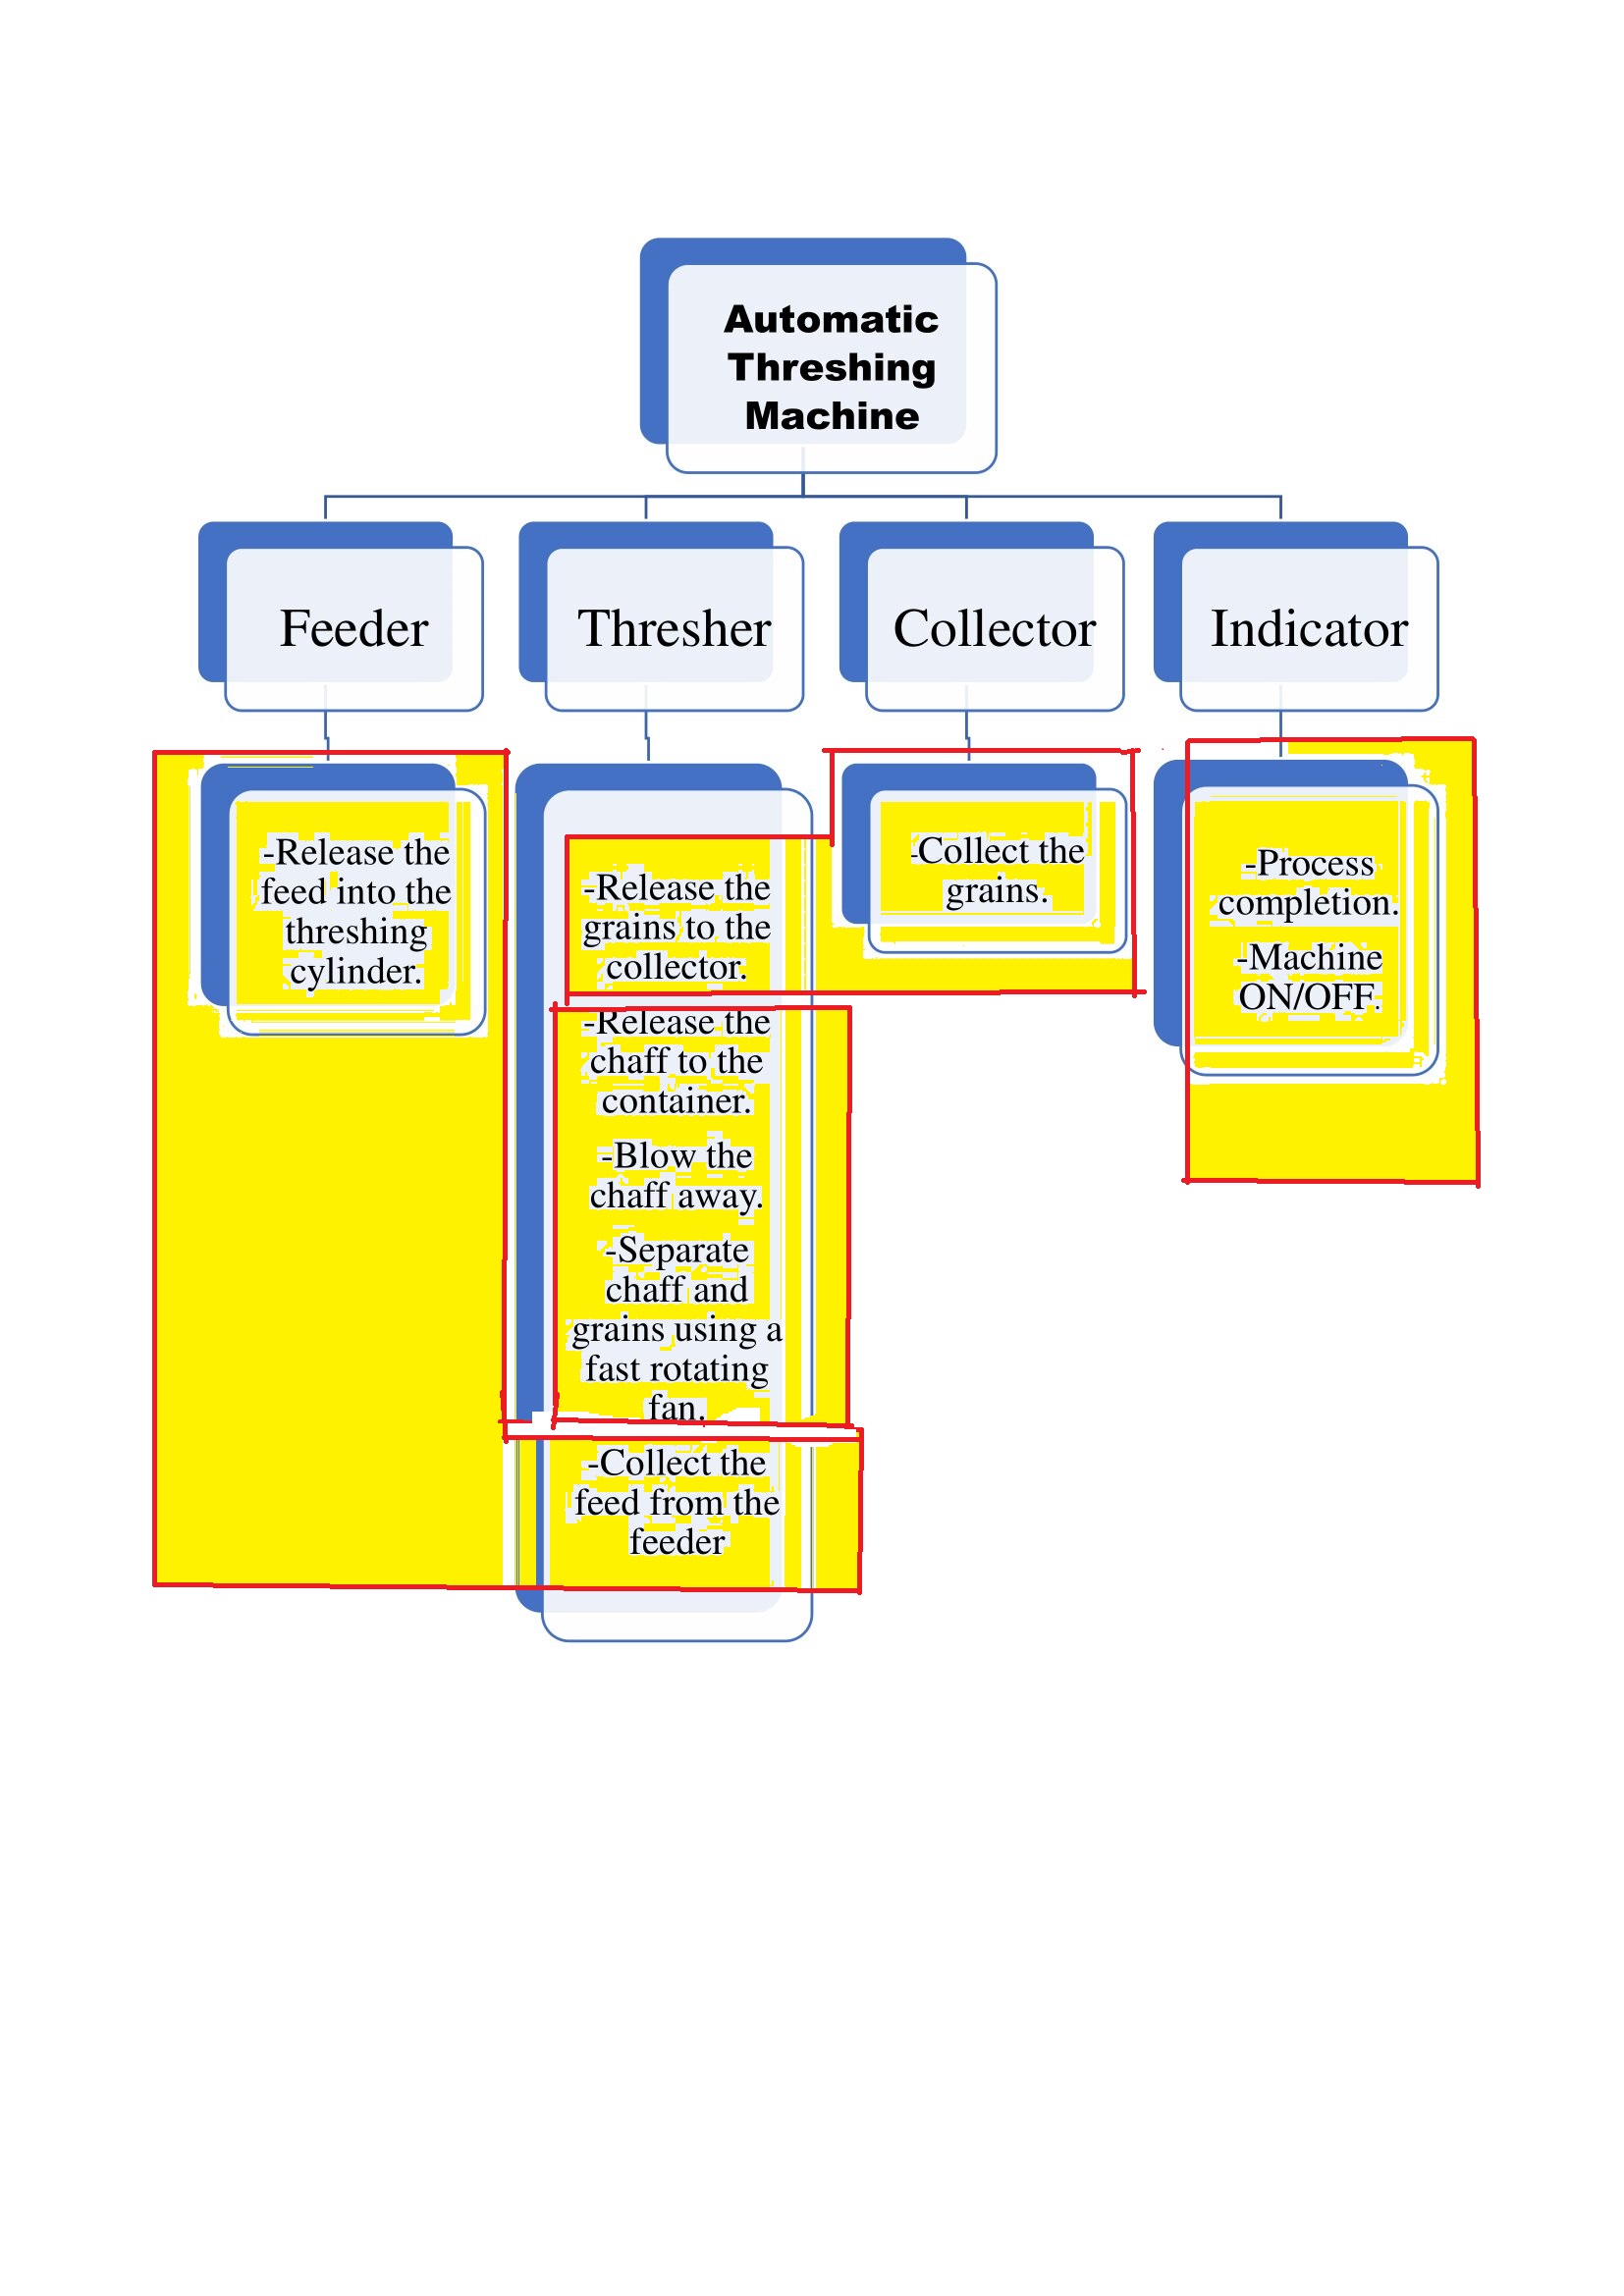 Automatic
Threshing
Machine
Feeder
Thresher
Collector
Indicator
-Release the
feed into the
threshing
cylinder.
-Release the
grains to the
collector.
-Release the
chaff to the
container.
-Blow the
chaff away.
-Separate
chaff and
grains using a
fast rotating
fan.
-Collect the
feed from the
feeder
-Collect the
grains.
-Process
completion.
-Machine
ON/OFF.